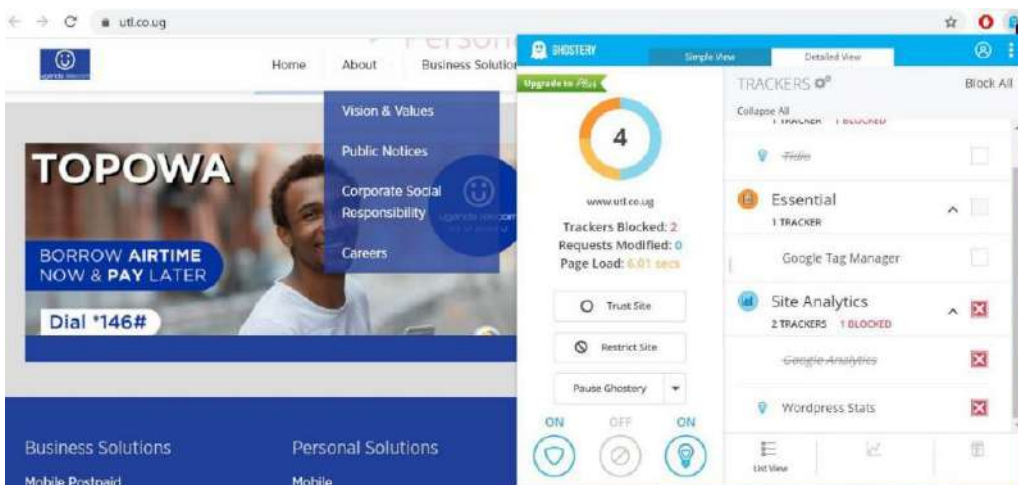 utl.co.ug
uganda telecom
Home About Business Solution
Vision & Values
Public Notices
Corporate Social
Responsibility
Careers
TOPOWA
BORROW AIRTIME
NOW & PAY LATER
Dial *146#
Business Solutions
Mobile Postpaid
Personal Solutions
Mobile
GHOSTERY
Simple View
Detailed View
Upgrade to Plus
4
www.utl.co.ug
Trackers Blocked: 2
Requests Modified: 0
Page Load: 6.01 secs
Trust Site
Restrict Site
Pause Ghostery
ON OFF ON
TRACKERS Block All
Collapse All
1 TRACKER 1 BLOCKED
Tidio
Essential
1 TRACKER
Google Tag Manager
Site Analytics
2 TRACKERS 1 BLOCKED
Google Analytics
Wordpress Stats
List View